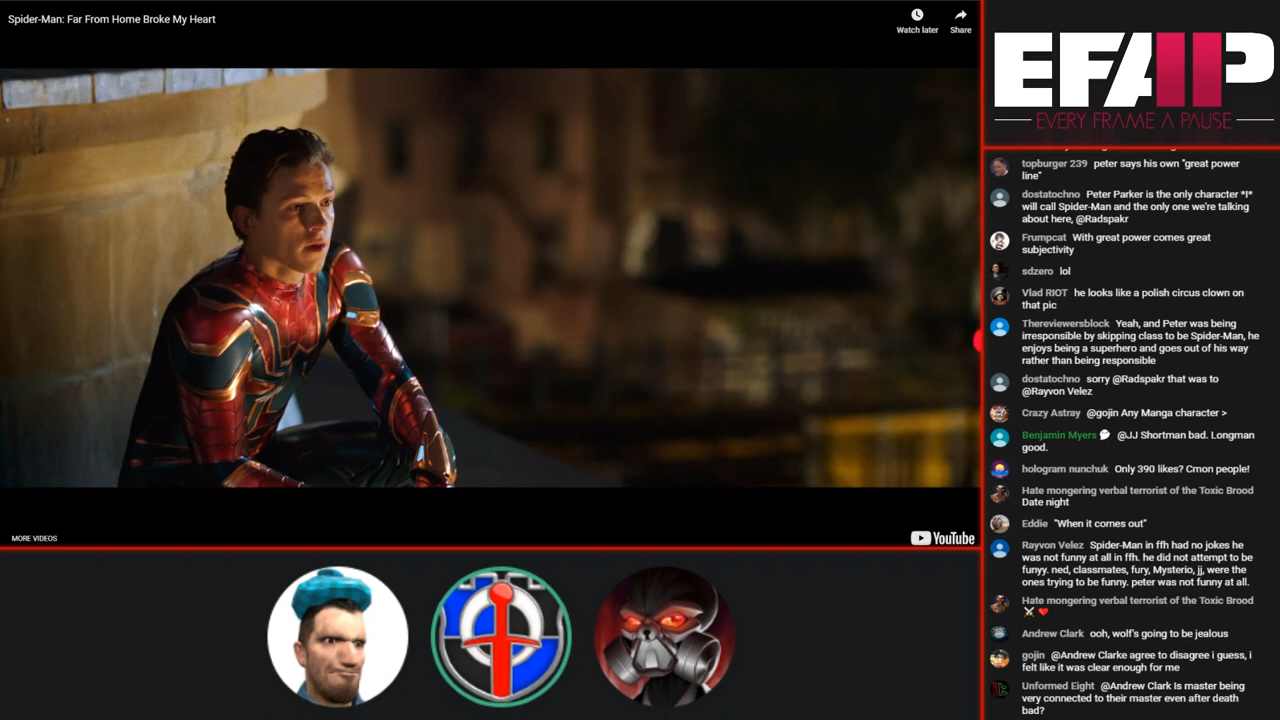 Spider-Man: Far From Home Broke My Heart
Watch later
Share
MORE VIDEOS
YouTube
EFAP
EVERY FRAME A PAUSE
topburger 239 peter says his own "great power
line"
dostatochno Peter Parker is the only character *I*
will call Spider-Man and the only one we're talking
about here, @Radspakr
Frumpcat With great power comes great
subjectivity
sdzero lol
Vlad RIOT he looks like a polish circus clown on
that pic
Thereviewersblock Yeah, and Peter was being
irresponsible by skipping class to be Spider-Man, he
enjoys being a superhero and goes out of his way
rather than being responsible
dostatochno sorry @Radspakr that was to
@Rayvon Velez
Crazy Astray @gojin Any Manga character >
Benjamin Myers @JJ Shortman bad. Longman
good.
hologram nunchuk Only 390 likes? Cmon people!
Hate mongering verbal terrorist of the Toxic Brood
Date night
Eddie "When it comes out"
Rayvon Velez Spider-Man in ffh had no jokes he
was not funny at all in ffh. he did not attempt to be
funyy. ned, classmates, fury, Mysterio, jj, were the
ones trying to be funny. peter was not funny at all.
Hate mongering verbal terrorist of the Toxic Brood
⚔️ ❤️
Andrew Clark ooh, wolf's going to be jealous
gojin @Andrew Clarke agree to disagree i guess, i
felt like it was clear enough for me
Unformed Eight @Andrew Clark Is master being
very connected to their master even after death
bad?